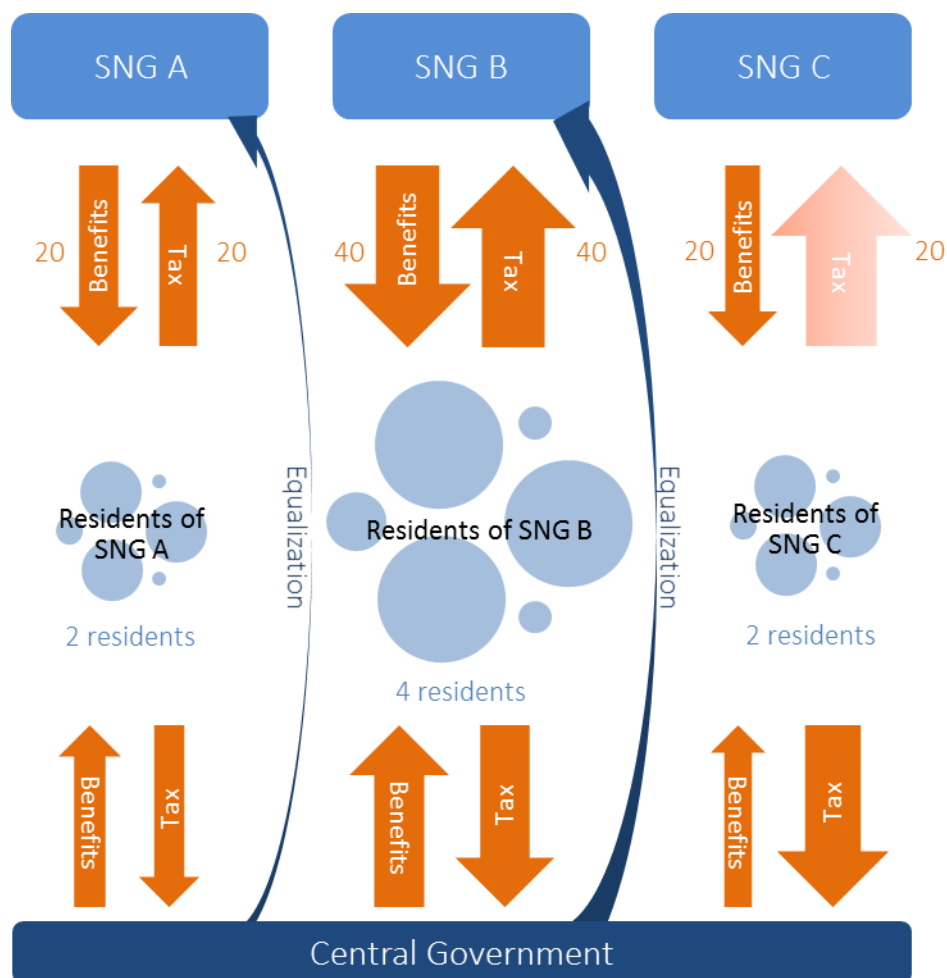 SNG A
SNG B
SNG C
Benefits
Tax
Benefits
Tax
Benefits
Tax
20
20
40
40
20
20
Equalization
Equalization
Residents of
SNG A
Residents of SNG B
Residents of
SNG C
2 residents
4 residents
2 residents
Benefits
Tax
Benefits
Tax
Benefits
Tax
Central Government